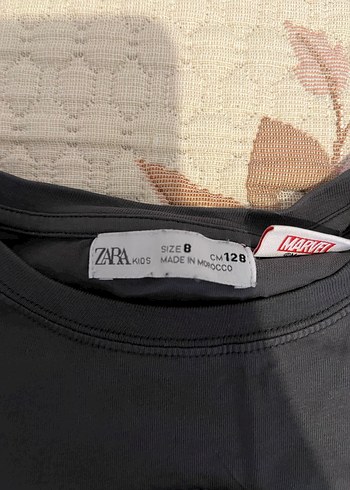 ZARA KIDS
SIZE 8 CM 128
MADE IN MOROCCO
MARVEL